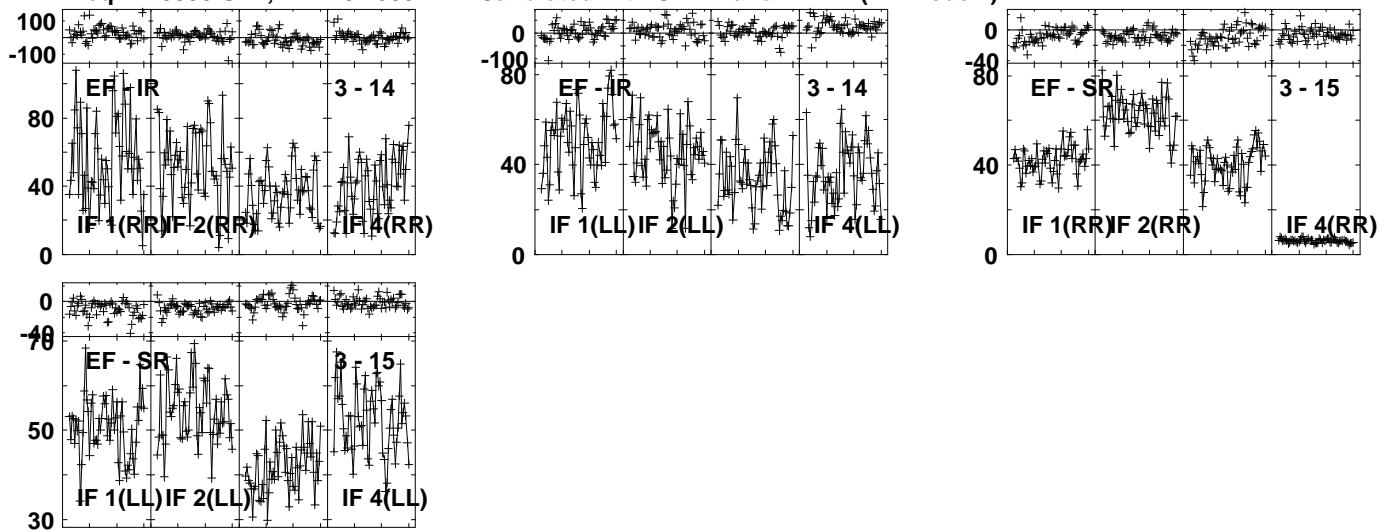 100
0
-100
EF - IR
3 - 14
80
40
0
IF 1(RR)
IF 2(RR)
IF 4(RR)
0
-100
80
EF - IR
3 - 14
40
0
IF 1(LL)
IF 2(LL)
IF 4(LL)
0
-40
80
EF - SR
3 - 15
40
0
IF 1(RR)
IF 2(RR)
IF 4(RR)
0
-40
70
EF - SR
3 - 15
50
30
IF 1(LL)
IF 2(LL)
IF 4(LL)